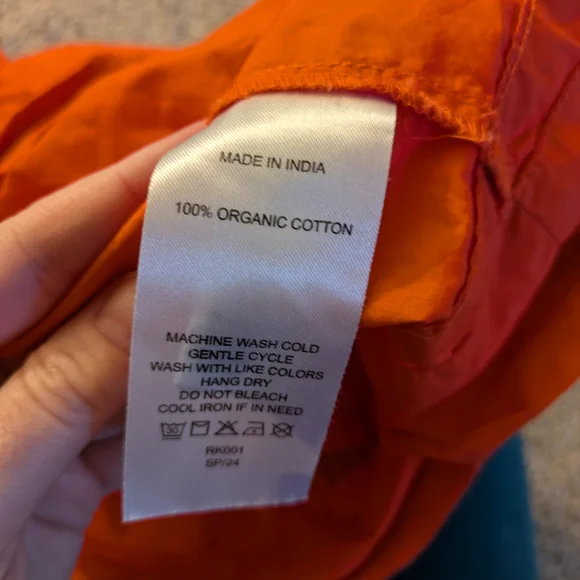 MADE IN INDIA
100% ORGANIC COTTON
MACHINE WASH COLD
GENTLE CYCLE
WASH WITH LIKE COLORS
HANG DRY
DO NOT BLEACH
COOL IRON IF IN NEED
30
RK001
SP/24